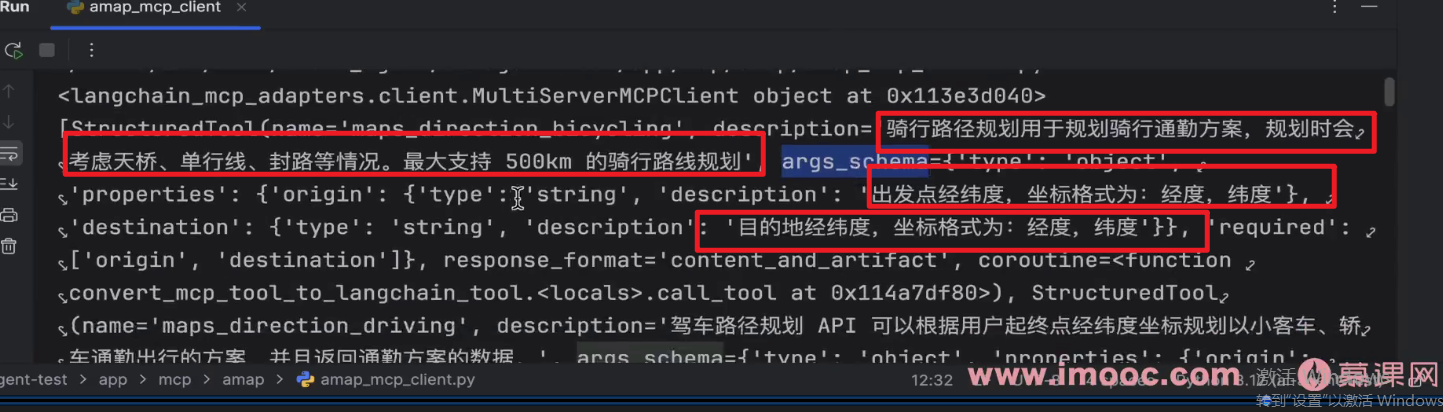 Run
amap_mcp_client
<langchain_mcp_adapters.client.MultiServerMCPClient object at 0x113e3d040>
[StructuredTool(name='maps_direction_bicycling', description='骑行路径规划用于规划骑行通勤方案，规划时会
考虑天桥、单行线、封路等情况。最大支持 500km 的骑行路线规划', args_schema={'type': 'object',
'properties': {'origin': {'type': 'string', 'description': '出发点经纬度，坐标格式为：经度，纬度'},
'destination': {'type': 'string', 'description': '目的地经纬度，坐标格式为：经度，纬度'}}, 'required':
['origin', 'destination']}, response_format='content_and_artifact', coroutine=<function
convert_mcp_tool_to_langchain_tool.<locals>.call_tool at 0x114a7df80>), StructuredTool
(name='maps_direction_driving', description='驾车路径规划 API 可以根据用户起终点经纬度坐标规划以小客车、轿
车通勤出行的方案，并且返回通勤方案的数据。', args_schema={'type': 'object', 'properties': {'origin':
gent-test > app > mcp > amap > amap_mcp_client.py
12:32
www.imooc.com
慕课网
激活
转到"设置"以激活 Windows